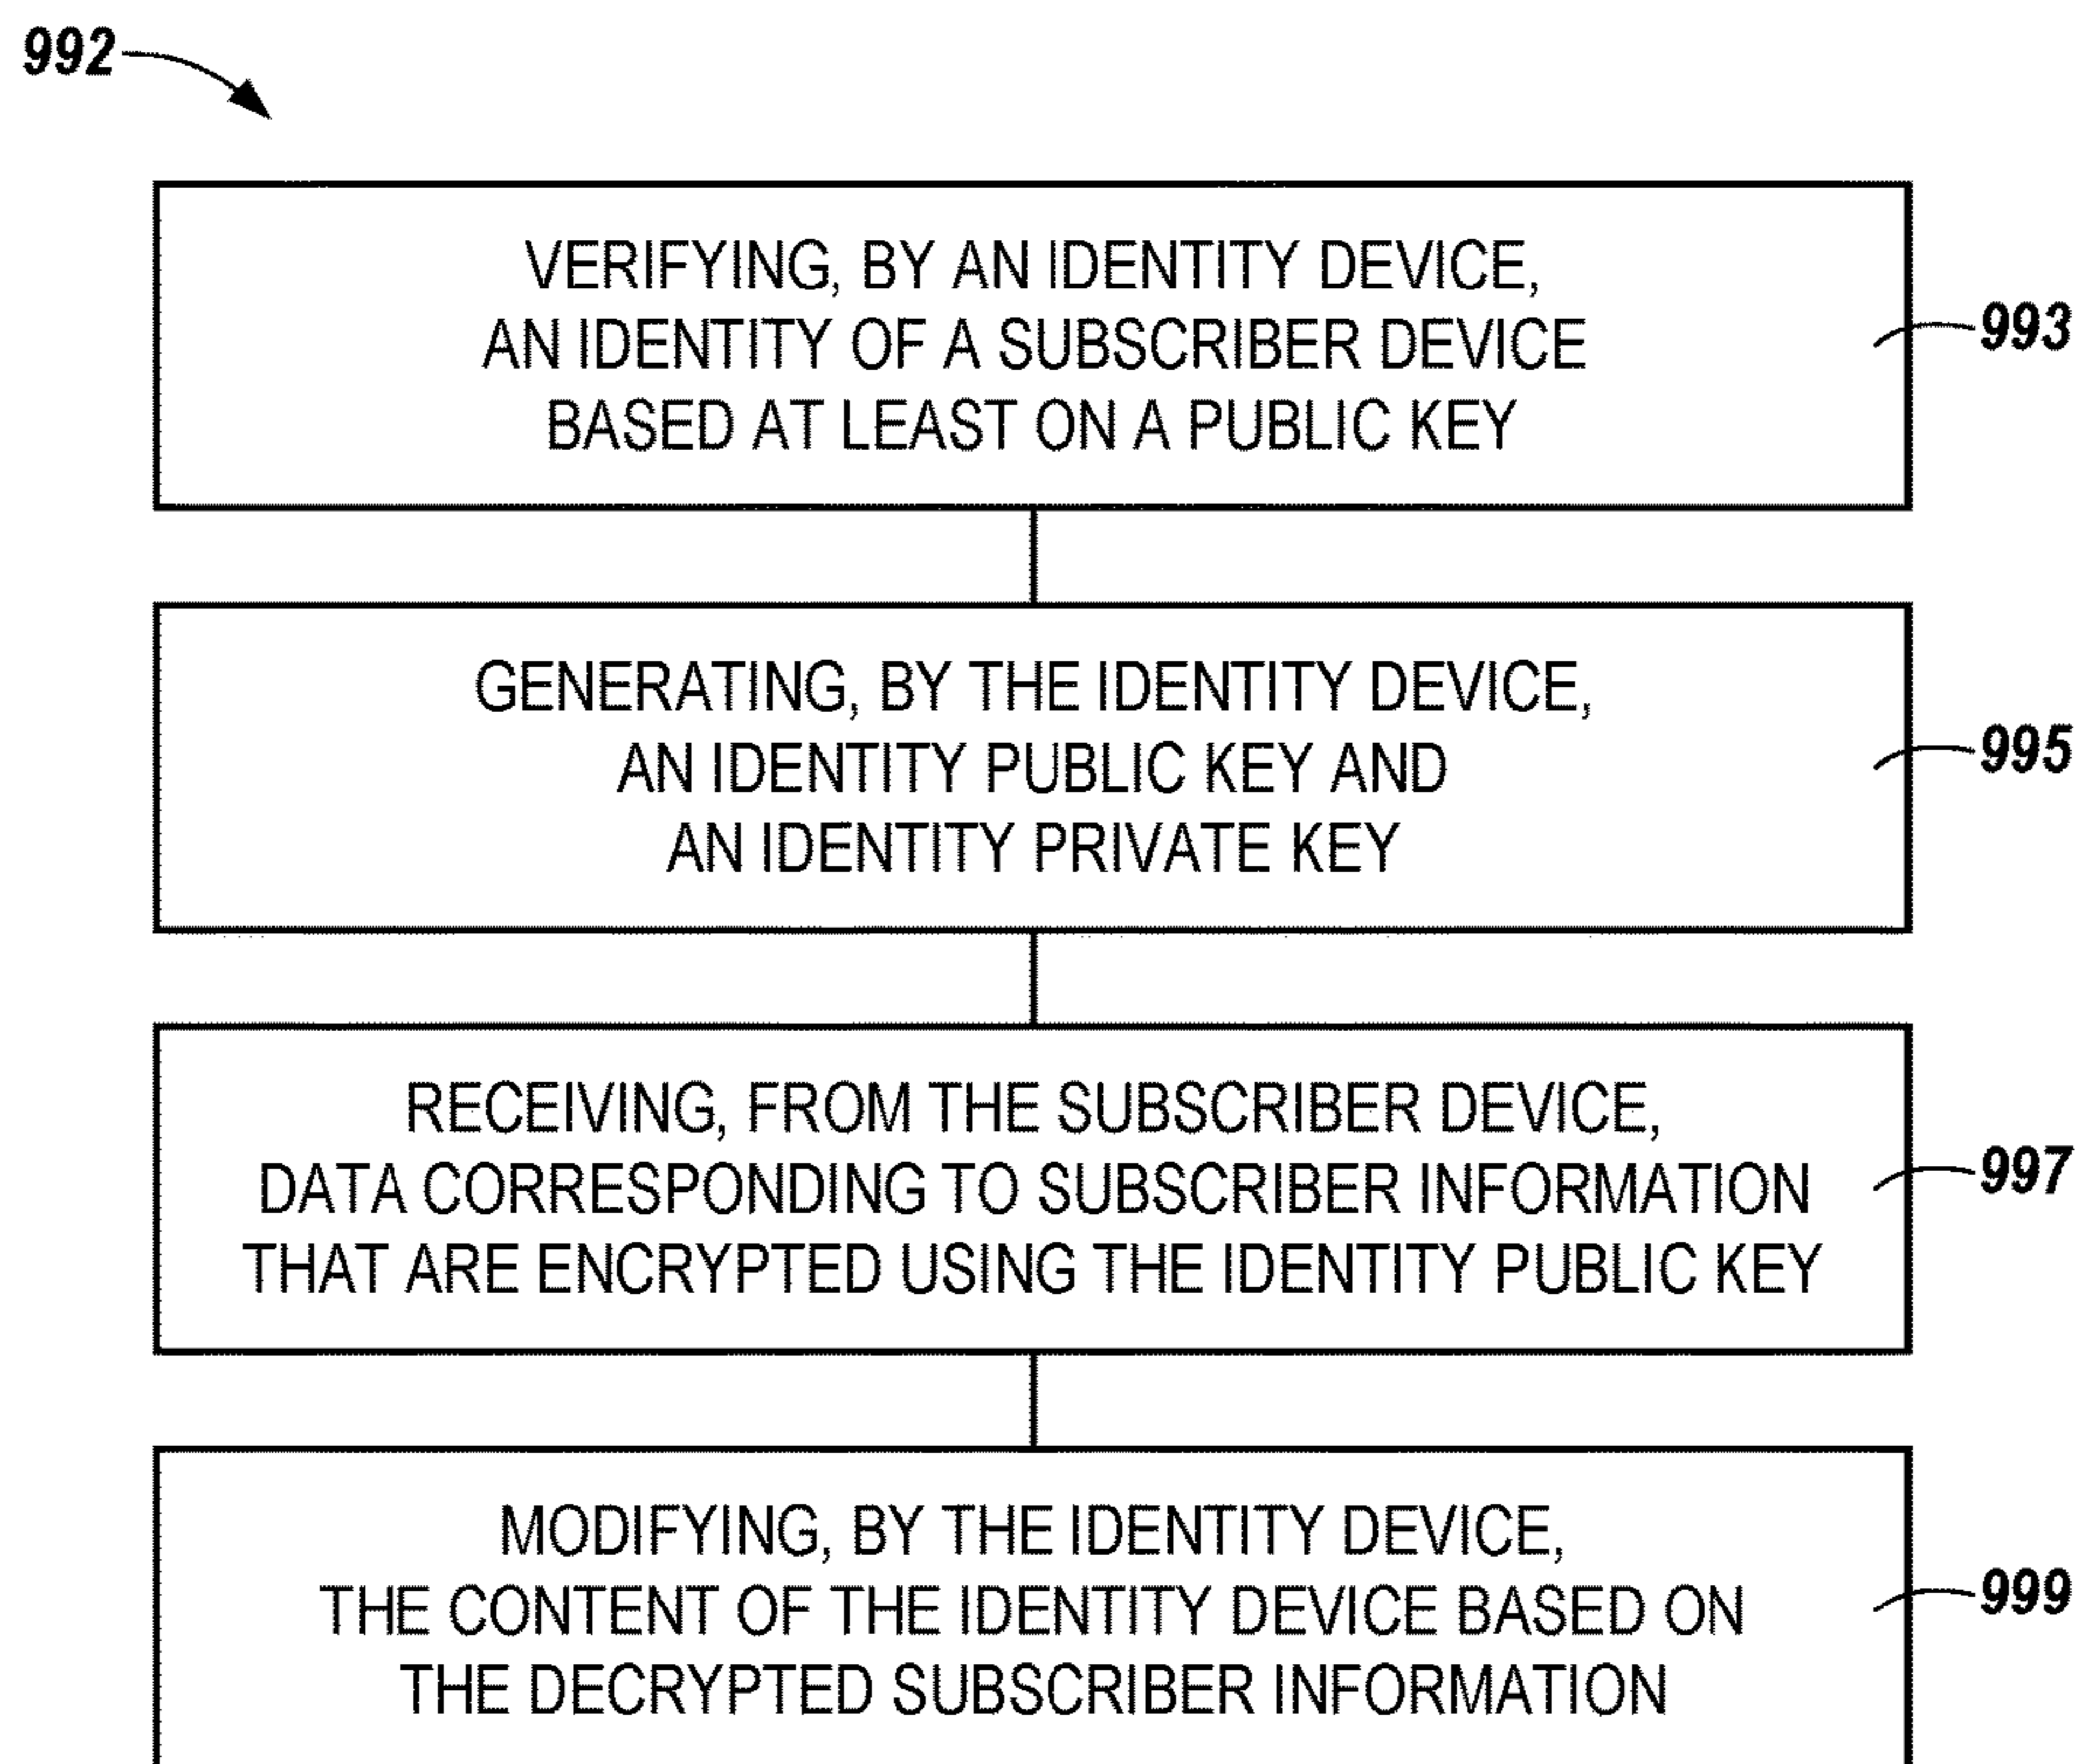 992
VERIFYING, BY AN IDENTITY DEVICE,
AN IDENTITY OF A SUBSCRIBER DEVICE
BASED AT LEAST ON A PUBLIC KEY
993
GENERATING, BY THE IDENTITY DEVICE,
AN IDENTITY PUBLIC KEY AND
AN IDENTITY PRIVATE KEY
995
RECEIVING, FROM THE SUBSCRIBER DEVICE,
DATA CORRESPONDING TO SUBSCRIBER INFORMATION
THAT ARE ENCRYPTED USING THE IDENTITY PUBLIC KEY
997
MODIFYING, BY THE IDENTITY DEVICE,
THE CONTENT OF THE IDENTITY DEVICE BASED ON
THE DECRYPTED SUBSCRIBER INFORMATION
999